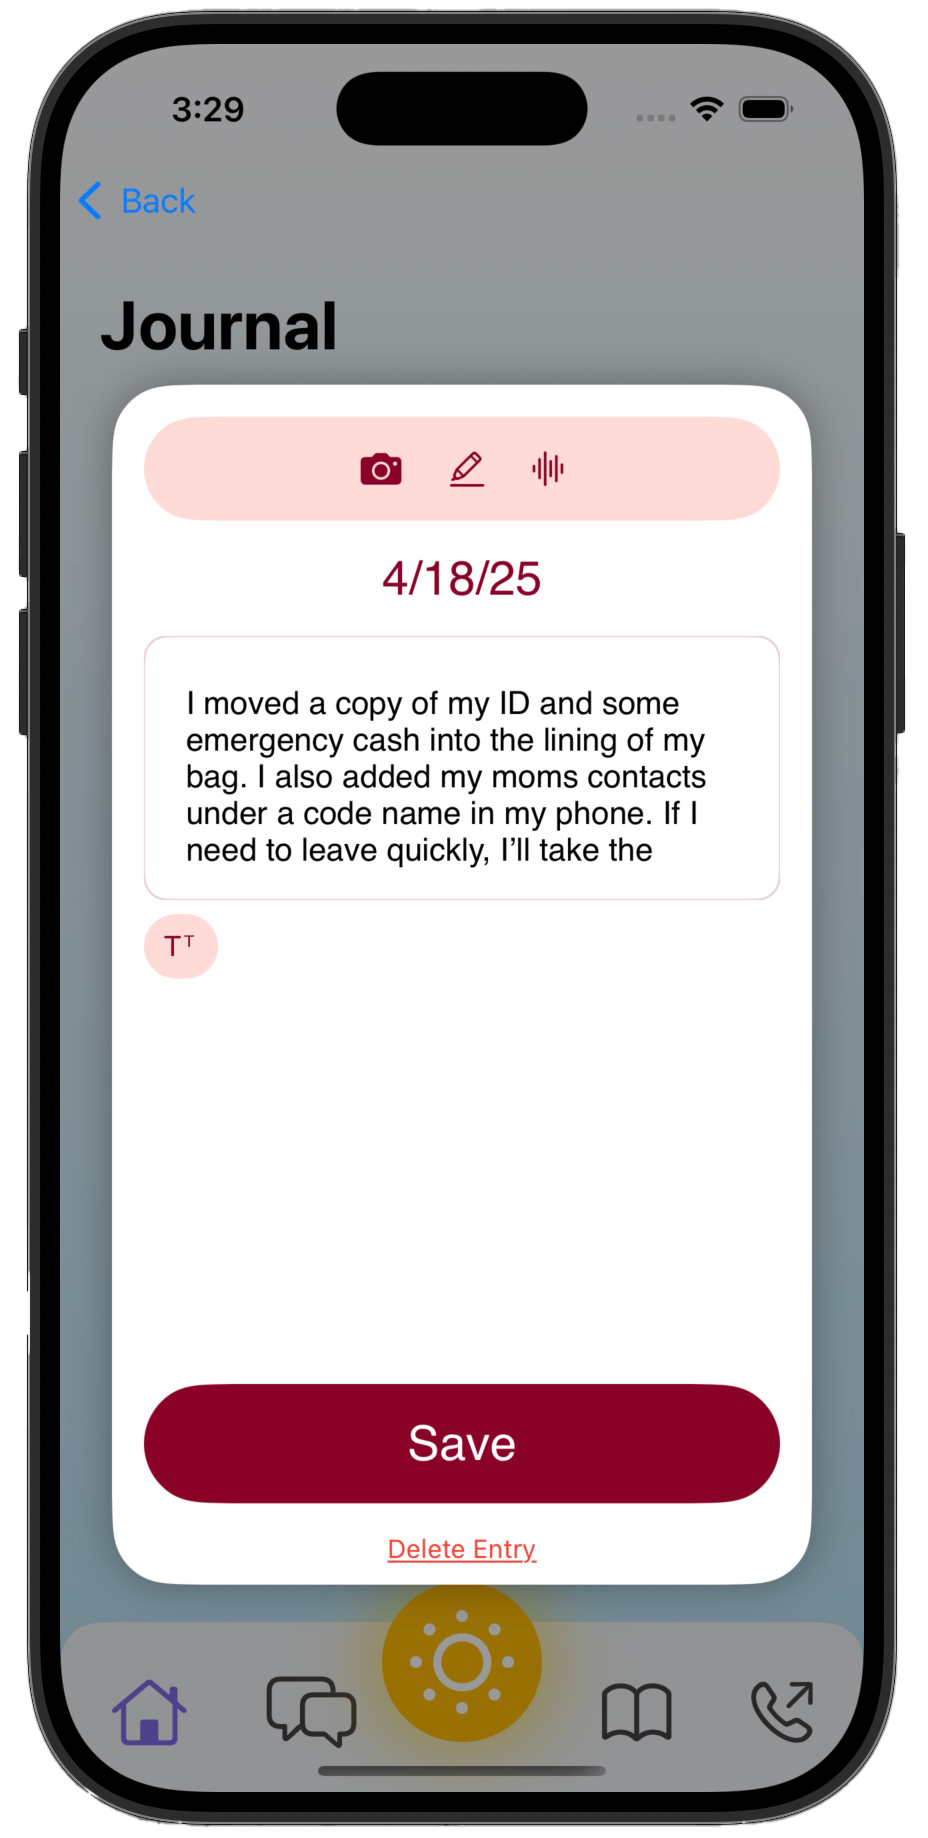 3:29
Back
Journal
4/18/25
I moved a copy of my ID and some
emergency cash into the lining of my
bag. I also added my moms contacts
under a code name in my phone. If I
need to leave quickly, I’ll take the
TT
Save
Delete Entry